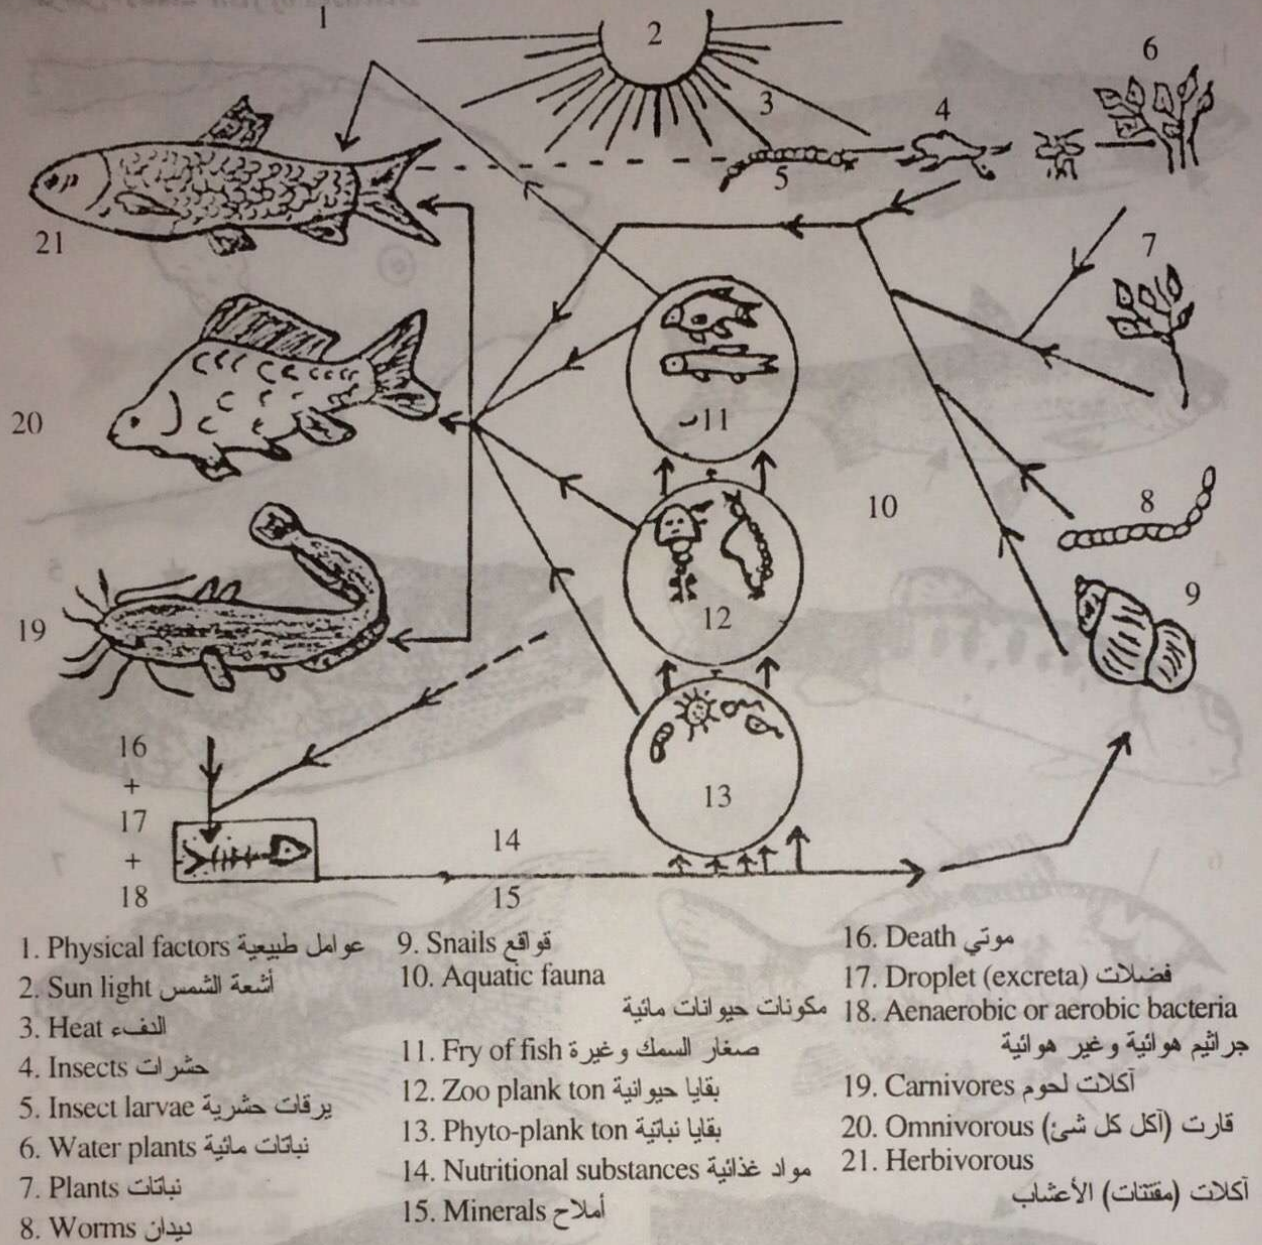 1
2
3
4
5
6
7
8
9
10
11
12
13
14
15
16
+
17
+
18
19
20
21
1. Physical factors عوامل طبيعية
2. Sun light أشعة الشمس
3. Heat الدفء
4. Insects حشرات
5. Insect larvae يرقات حشرية
6. Water plants نباتات مائية
7. Plants نباتات
8. Worms ديدان
9. Snails قواقع
10. Aquatic fauna
مكونات حيوانات مائية
11. Fry of fish صغار السمك وغيرة
12. Zoo plank ton بقايا حيوانية
13. Phyto-plank ton بقايا نباتية
14. Nutritional substances مواد غذائية
15. Minerals أملاح
16. Death موتي
17. Droplet (excreta) فضلات
18. Aenaerobic or aerobic bacteria
جراثيم هوائية وغير هوائية
19. Carnivores آكلات لحوم
20. Omnivorous قارت (آكل كل شئ)
21. Herbivorous
آكلات (مقتتات) الأعشاب